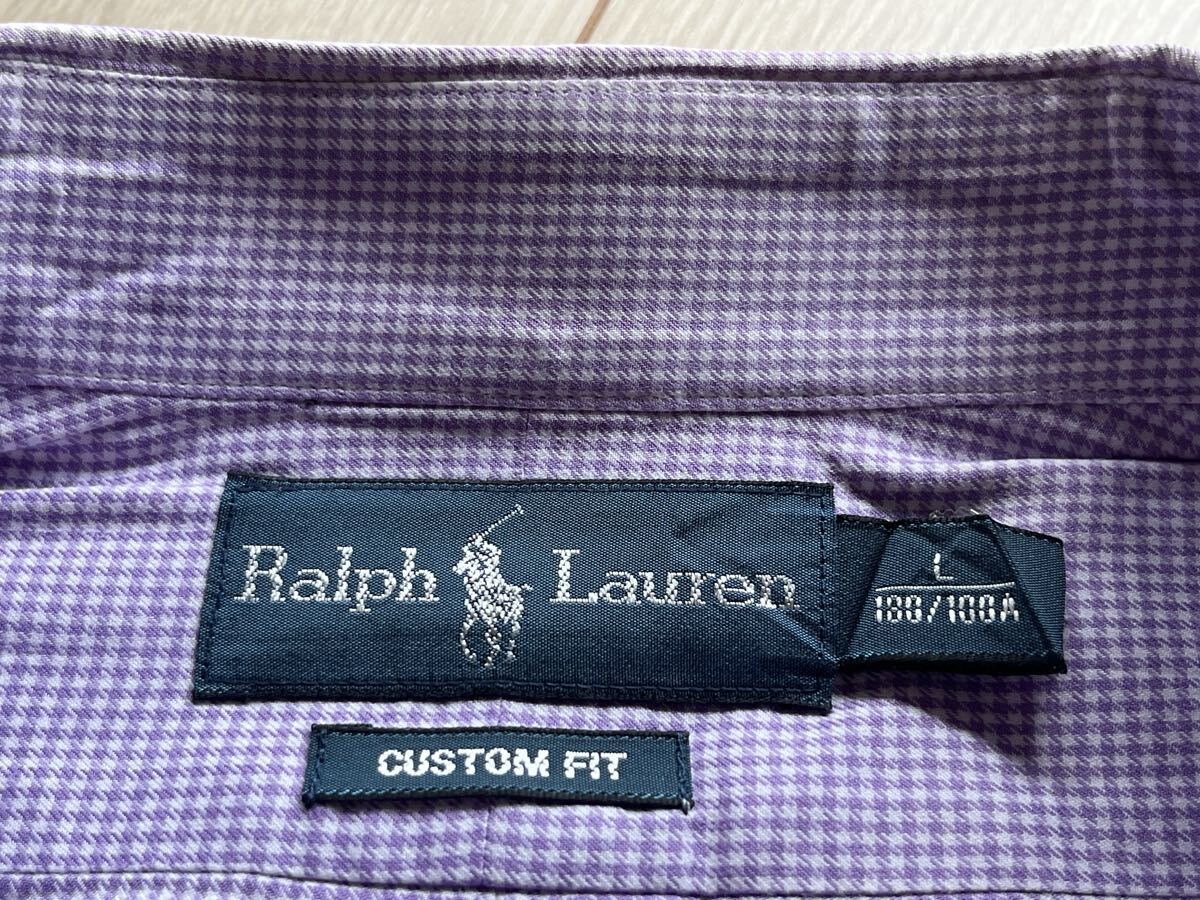 Ralph Lauren
L
180/100A
CUSTOM FIT